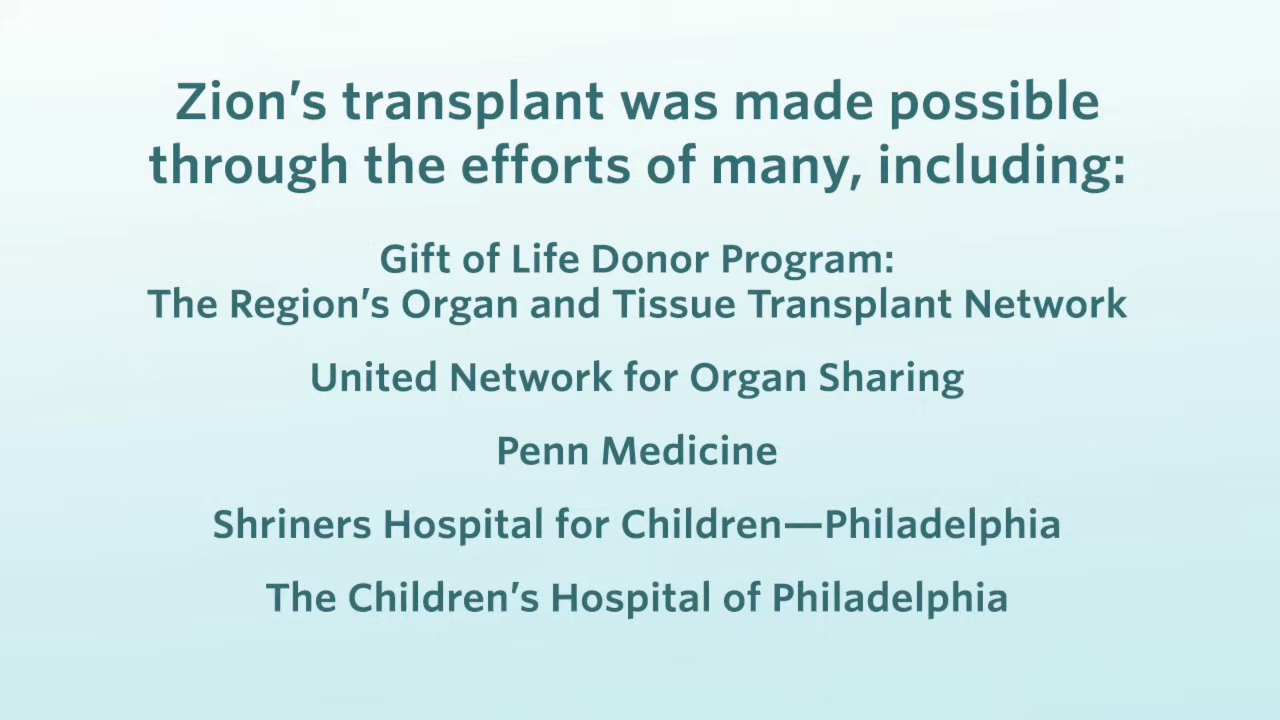 Zion’s transplant was made possible
through the efforts of many, including:
Gift of Life Donor Program:
The Region’s Organ and Tissue Transplant Network
United Network for Organ Sharing
Penn Medicine
Shriners Hospital for Children—Philadelphia
The Children’s Hospital of Philadelphia